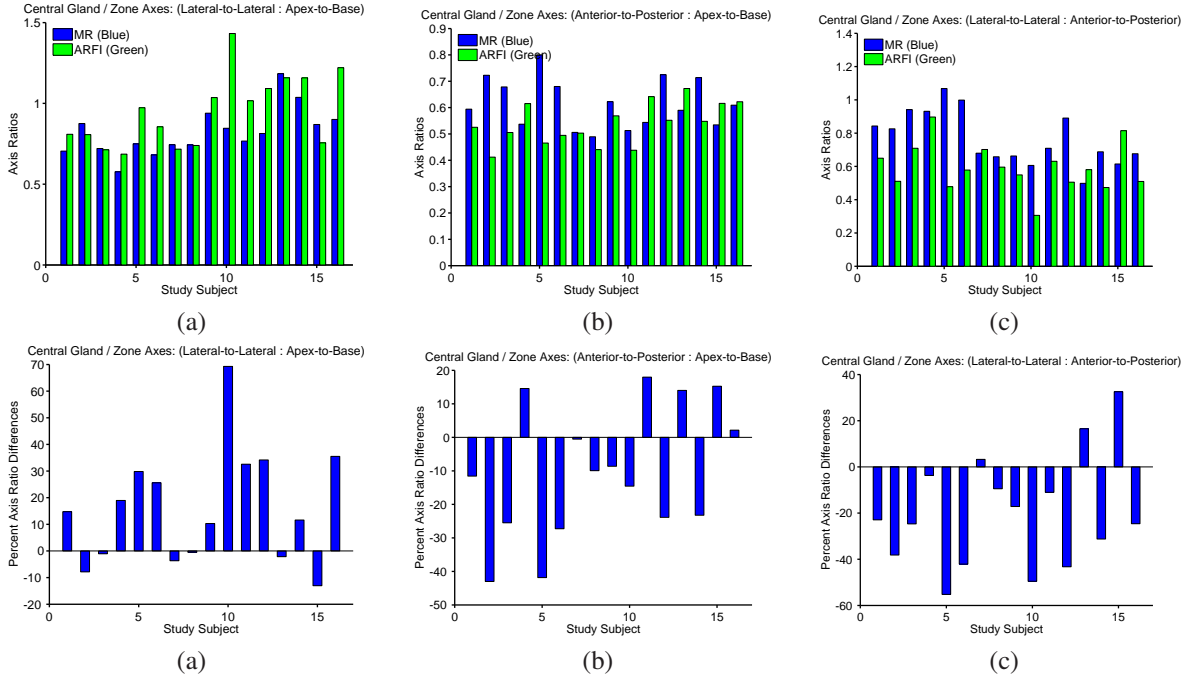 Central Gland / Zone Axes: (Lateral-to-Lateral : Apex-to-Base)
1.5
1
0.5
0
MR (Blue)
ARFI (Green)
Axis Ratios
0 5 10 15
Study Subject
(a)
Central Gland / Zone Axes: (Anterior-to-Posterior : Apex-to-Base)
0.9
0.8
0.7
0.6
0.5
0.4
0.3
0.2
0.1
0
MR (Blue)
ARFI (Green)
Axis Ratios
0 5 10 15
Study Subject
(b)
Central Gland / Zone Axes: (Lateral-to-Lateral : Anterior-to-Posterior)
1.4
1.2
1
0.8
0.6
0.4
0.2
0
MR (Blue)
ARFI (Green)
Axis Ratios
0 5 10 15
Study Subject
(c)
Central Gland / Zone Axes: (Lateral-to-Lateral : Apex-to-Base)
70
60
50
40
30
20
10
0
-10
-20
Percent Axis Ratio Differences
0 5 10 15
Study Subject
(a)
Central Gland / Zone Axes: (Anterior-to-Posterior : Apex-to-Base)
20
10
0
-10
-20
-30
-40
-50
Percent Axis Ratio Differences
0 5 10 15
Study Subject
(b)
Central Gland / Zone Axes: (Lateral-to-Lateral : Anterior-to-Posterior)
40
20
0
-20
-40
-60
Percent Axis Ratio Differences
0 5 10 15
Study Subject
(c)